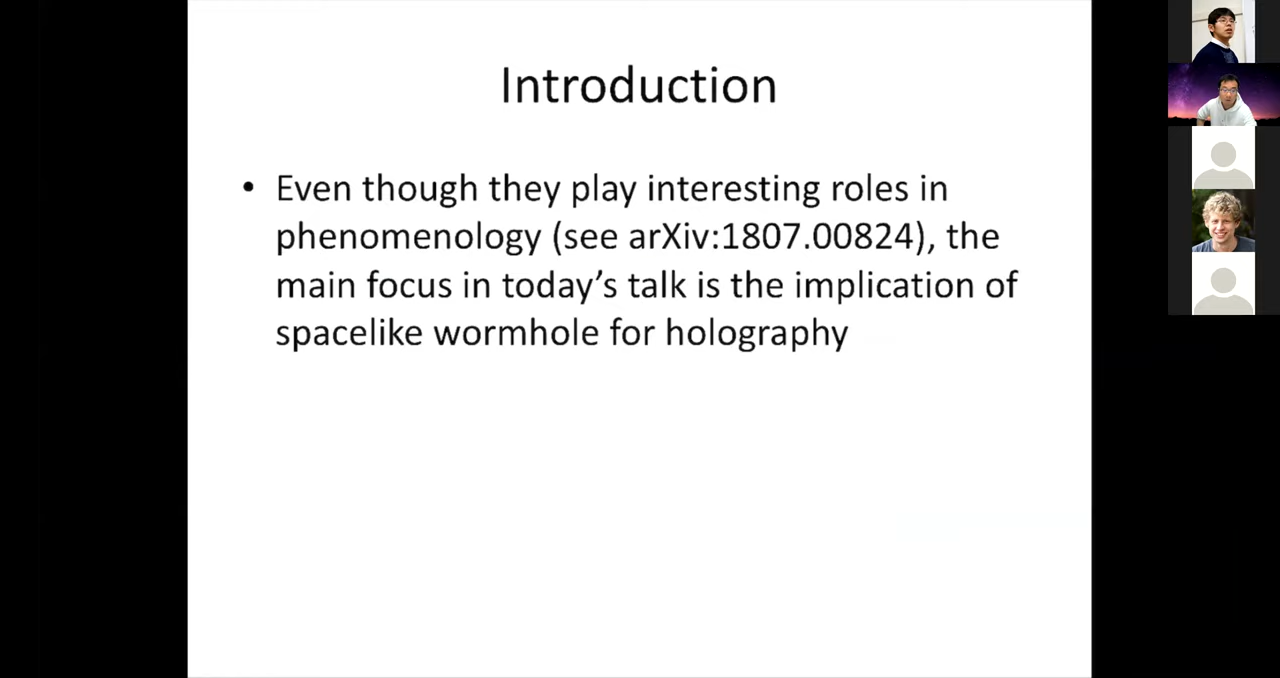 Introduction
• Even though they play interesting roles in
phenomenology (see arXiv:1807.00824), the
main focus in today's talk is the implication of
spacelike wormhole for holography